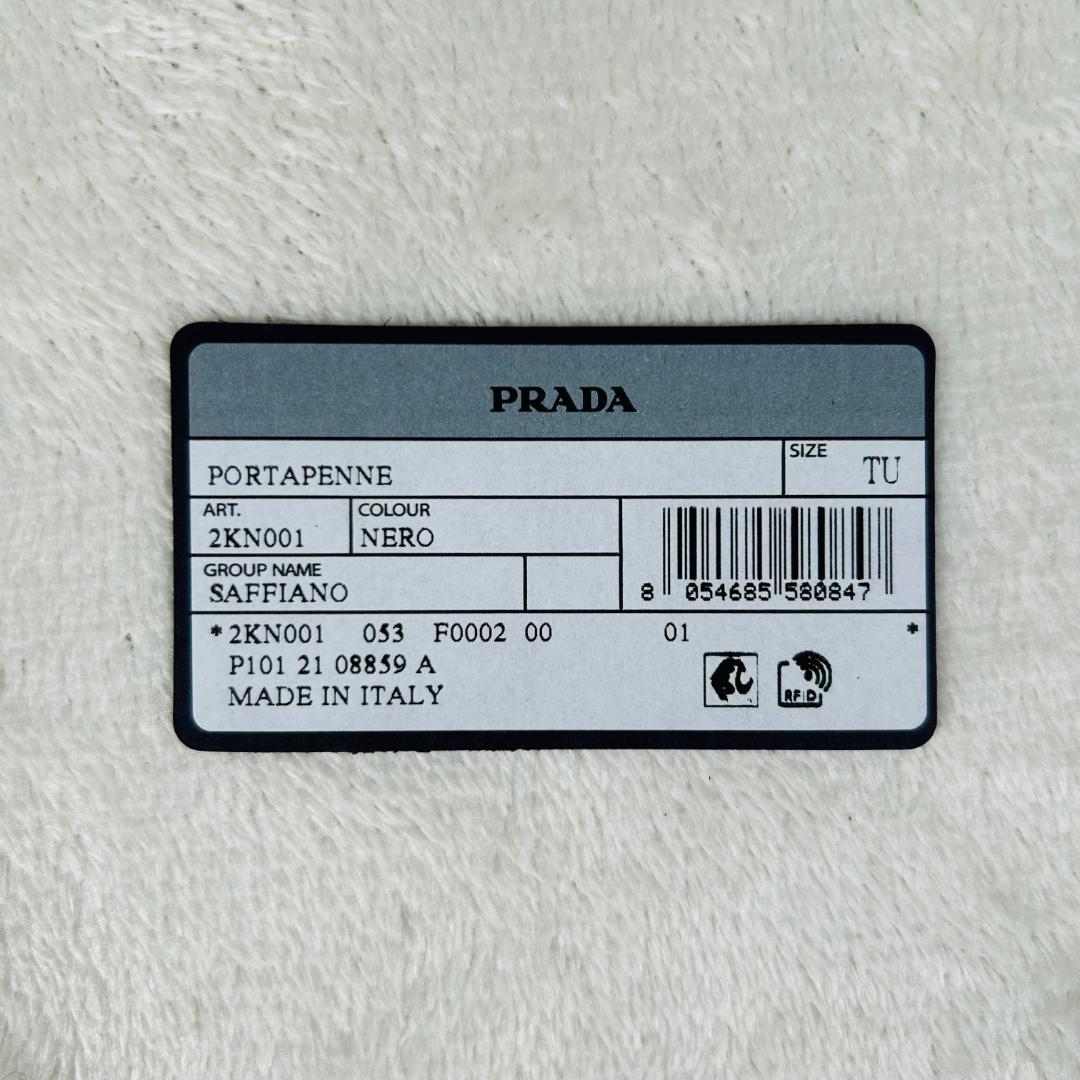 PRADA
PORTAPENNE
SIZE
TU
ART.
2KN001
COLOUR
NERO
GROUP NAME
SAFFIANO
8 054685 580847
*2KN001 053 F0002 00 01 *
P101 21 08859 A
MADE IN ITALY
RFID